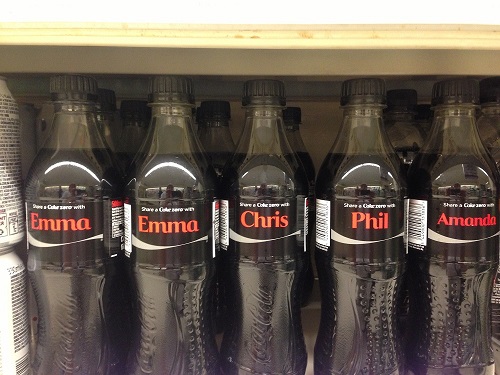 Share a Coke zero with
Emma
Share a Coke zero with
Emma
Share a Coke zero with
Chris
Share a Coke zero with
Phil
Share a Coke zero with
Amanda